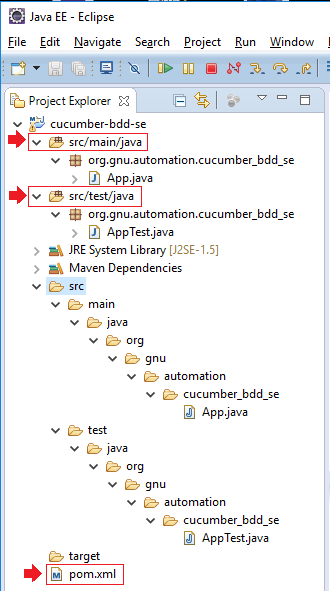 Java EE - Eclipse
File Edit Navigate Search Project Run Window
Project Explorer
cucumber-bdd-se
src/main/java
org.gnu.automation.cucumber_bdd_se
App.java
src/test/java
org.gnu.automation.cucumber_bdd_se
AppTest.java
JRE System Library [J2SE-1.5]
Maven Dependencies
src
main
java
org
gnu
automation
cucumber_bdd_se
App.java
test
java
org
gnu
automation
cucumber_bdd_se
AppTest.java
target
pom.xml